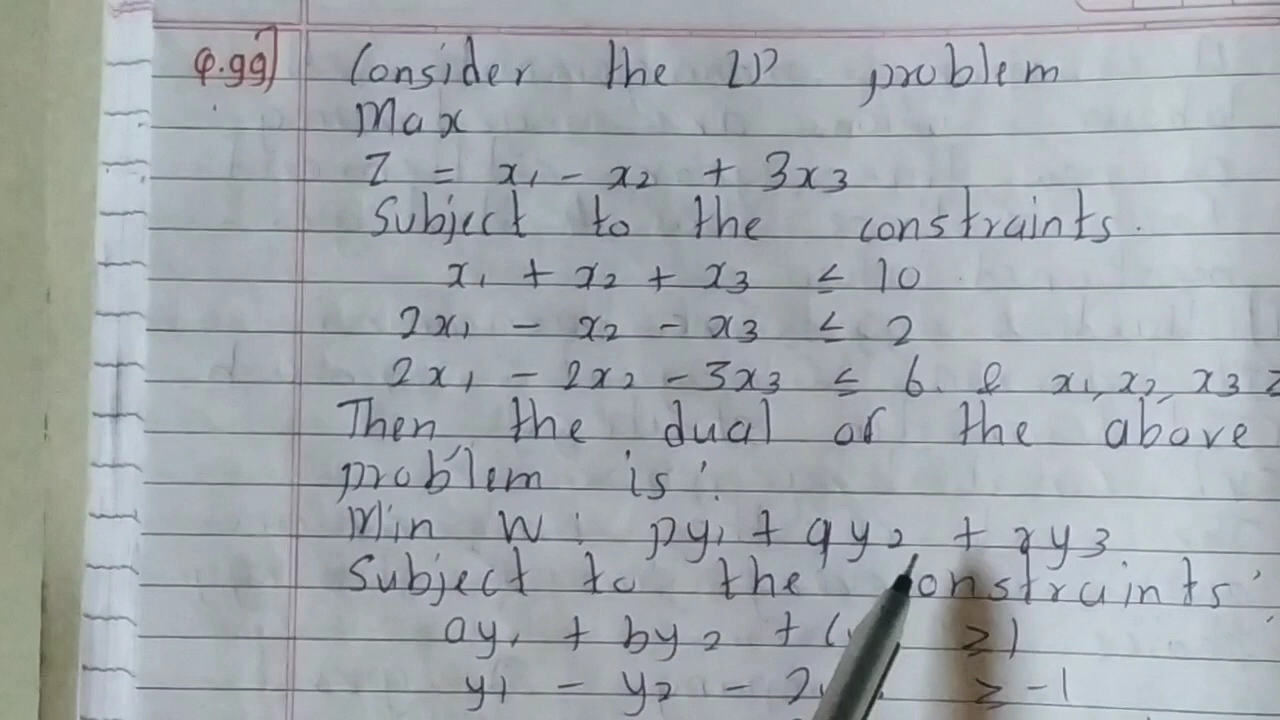 Q.99]
Consider the LP problem
Max
Z = x1 - x2 + 3x3
Subject to the constraints.
x1 + x2 + x3 ≤ 10
2x1 - x2 - x3 ≤ 2
2x1 - 2x2 - 3x3 ≤ 6. & x1, x2, x3 ≥
Then the dual of the above
problem is:
Min W: py1 + qy2 + ry3
Subject to the constraints:
ay1 + by2 + ≥ 1
y1 - y2 - 2 ≥ -1